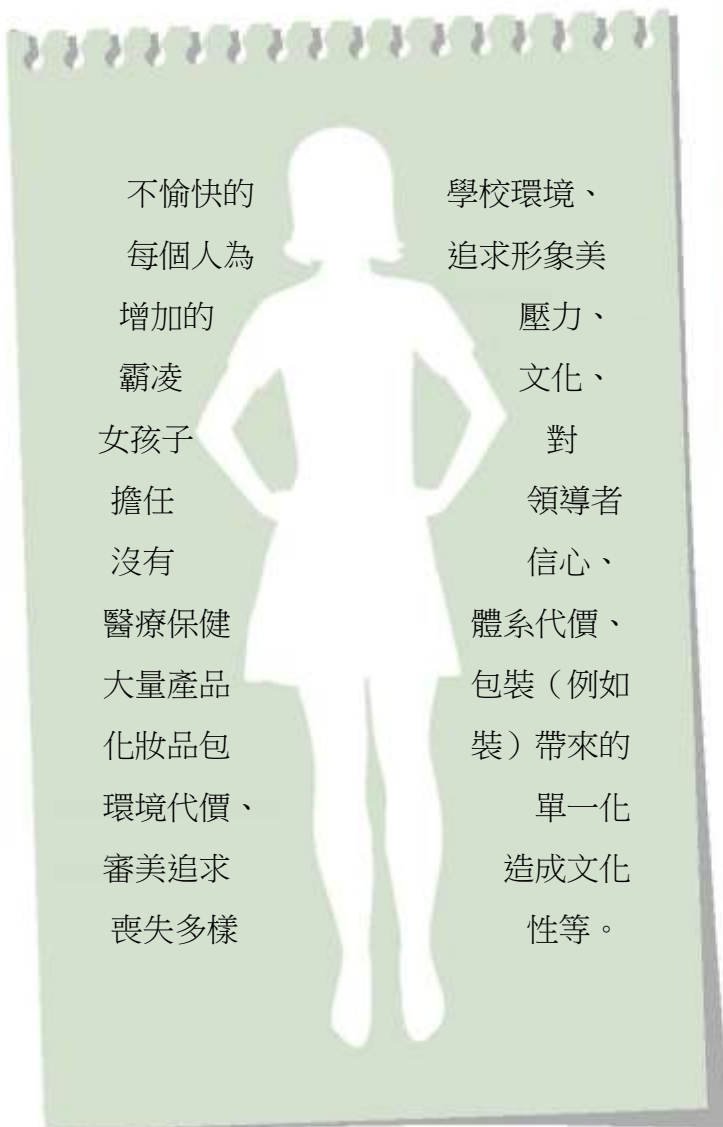 不愉快的學校環境、
每個人為追求形象美
增加的壓力、
霸凌文化、
女孩子對
擔任領導者
沒有信心、
醫療保健體系代價、
大量產品包裝（例如
化妝品包裝）帶來的
環境代價、單一化
審美追求造成文化
喪失多樣性等。